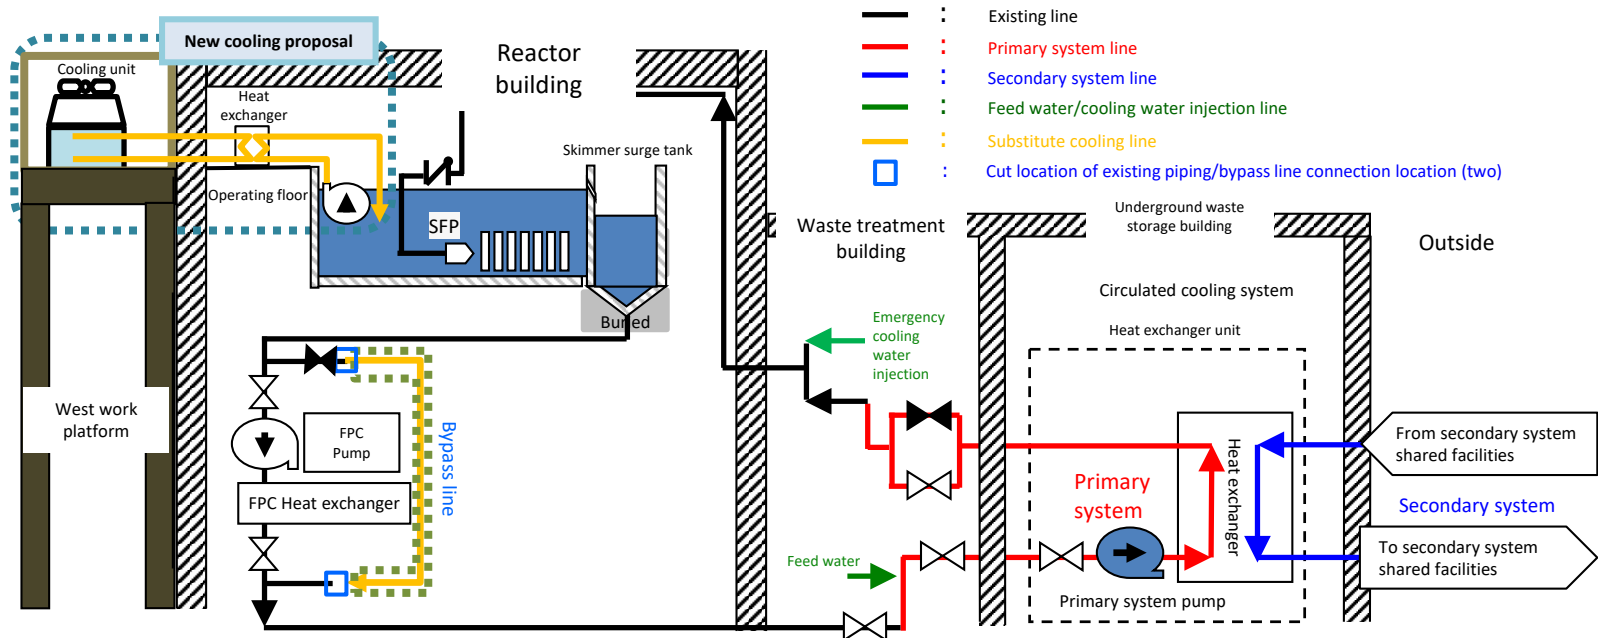 New cooling proposal
Cooling unit
Heat
exchanger
Operating floor
Reactor
building
Skimmer surge tank
SFP
Buried
West work
platform
FPC
Pump
FPC Heat exchanger
Bypass line
: Existing line
: Primary system line
: Secondary system line
: Feed water/cooling water injection line
: Substitute cooling line
: Cut location of existing piping/bypass line connection location (two)
Waste treatment
building
Underground waste
storage building
Outside
Circulated cooling system
Heat exchanger unit
Emergency
cooling
water
injection
Feed water
Primary
system
Heat exchanger
Primary system pump
From secondary system
shared facilities
Secondary system
To secondary system
shared facilities